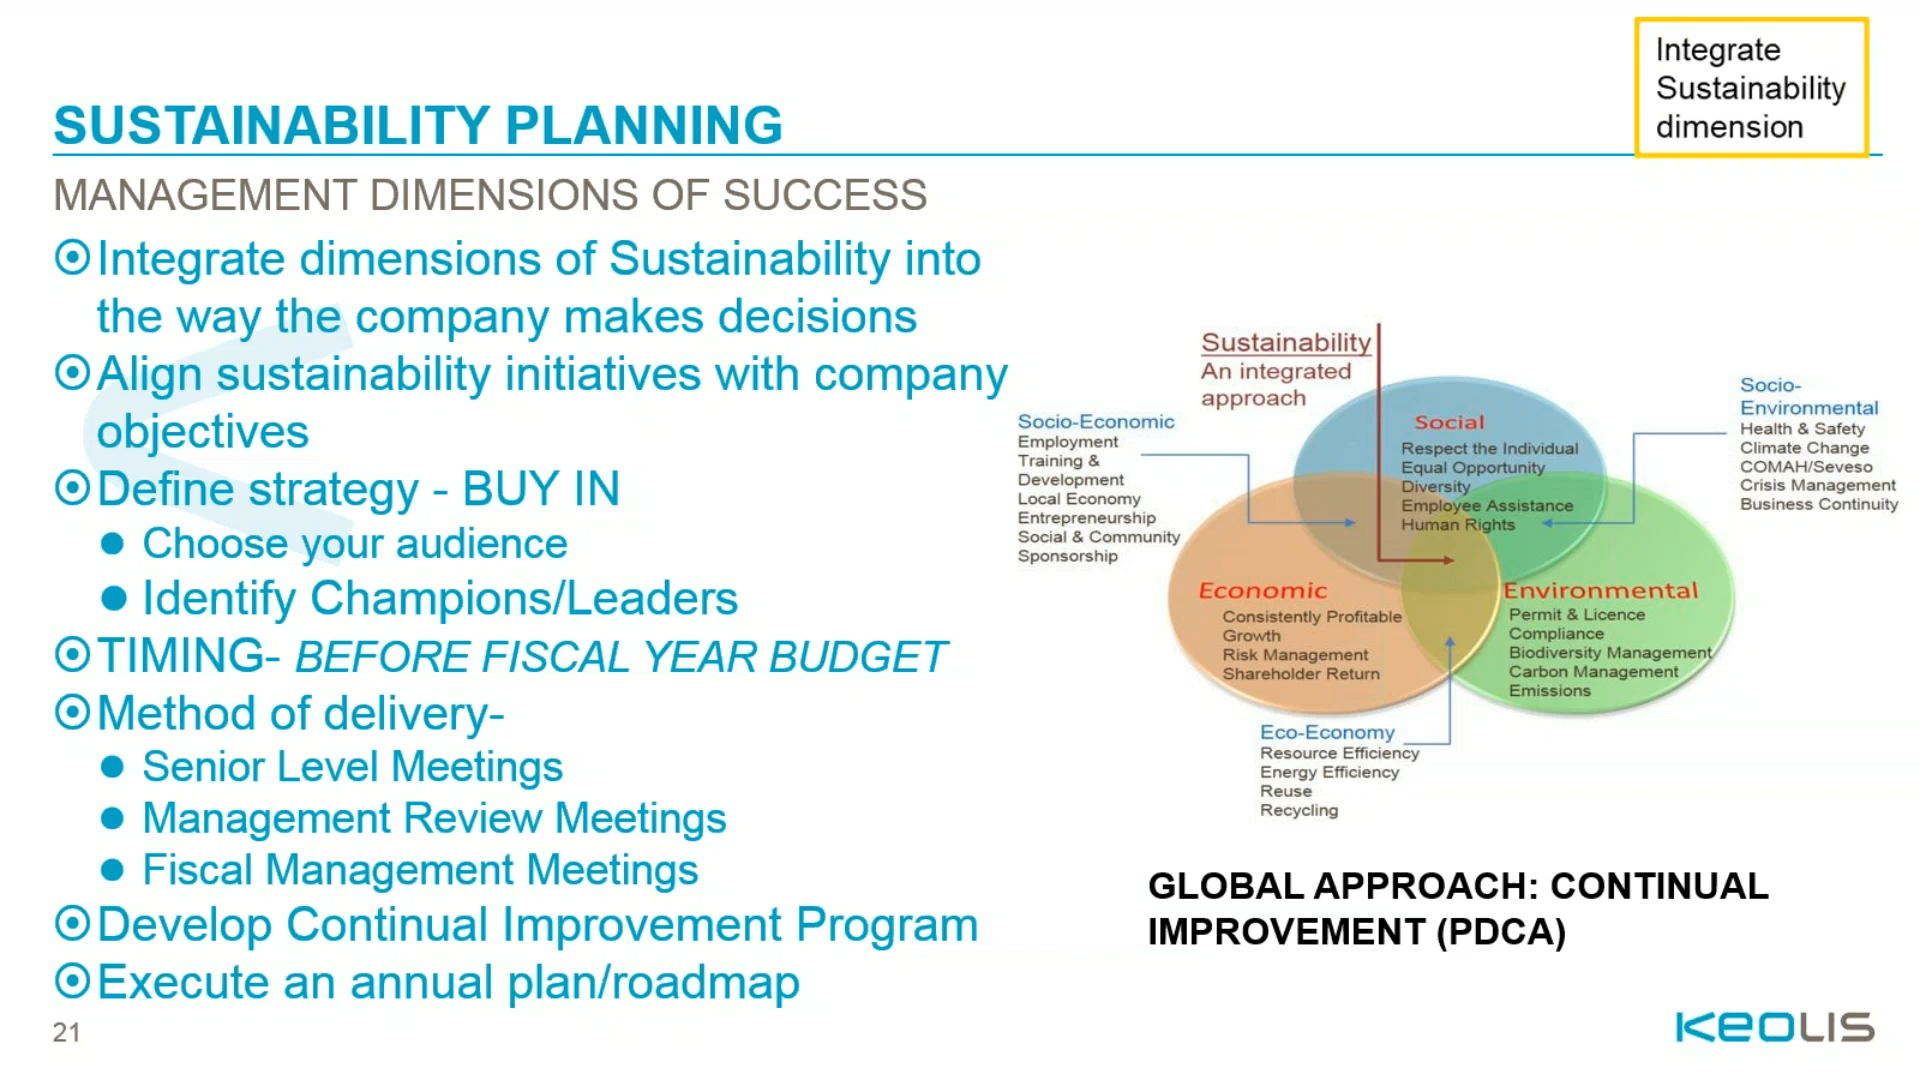 Integrate
Sustainability
dimension
SUSTAINABILITY PLANNING
MANAGEMENT DIMENSIONS OF SUCCESS
Integrate dimensions of Sustainability into
the way the company makes decisions
Align sustainability initiatives with company
objectives
Define strategy - BUY IN
Choose your audience
Identify Champions/Leaders
TIMING- BEFORE FISCAL YEAR BUDGET
Method of delivery-
Senior Level Meetings
Management Review Meetings
Fiscal Management Meetings
Develop Continual Improvement Program
Execute an annual plan/roadmap
Sustainability
An integrated
approach
Socio-Economic
Employment
Training &
Development
Local Economy
Entrepreneurship
Social & Community
Sponsorship
Social
Respect the Individual
Equal Opportunity
Diversity
Employee Assistance
Human Rights
Socio-
Environmental
Health & Safety
Climate Change
COMAH/Seveso
Crisis Management
Business Continuity
Economic
Consistently Profitable
Growth
Risk Management
Shareholder Return
Environmental
Permit & Licence
Compliance
Biodiversity Management
Carbon Management
Emissions
Eco-Economy
Resource Efficiency
Energy Efficiency
Reuse
Recycling
GLOBAL APPROACH: CONTINUAL
IMPROVEMENT (PDCA)
21
KEOLIS